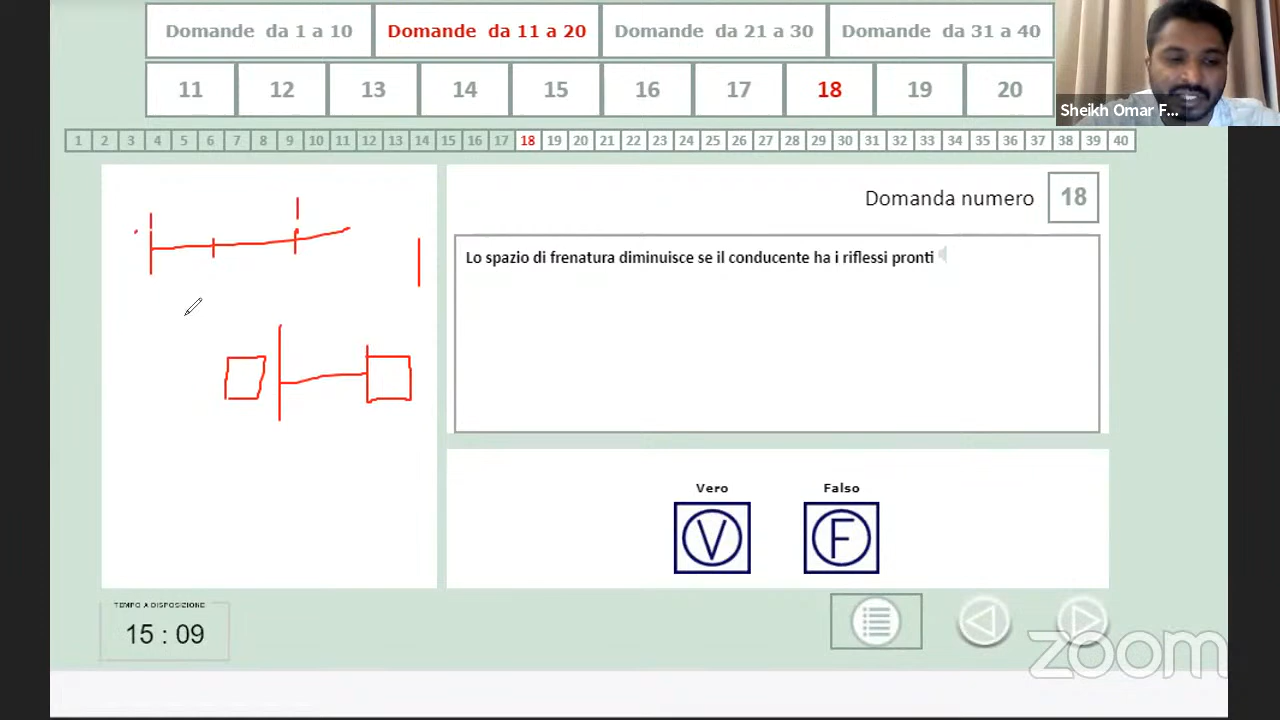 Domande da 1 a 10
Domande da 11 a 20
Domande da 21 a 30
Domande da 31 a 40
11 12 13 14 15 16 17 18 19 20
Sheikh Omar F...
1 2 3 4 5 6 7 8 9 10 11 12 13 14 15 16 17 18 19 20 21 22 23 24 25 26 27 28 29 30 31 32 33 34 35 36 37 38 39 40
Domanda numero 18
Lo spazio di frenatura diminuisce se il conducente ha i riflessi pronti
Vero Falso
V F
TEMPO A DISPOSIZIONE
15 : 09
zoom